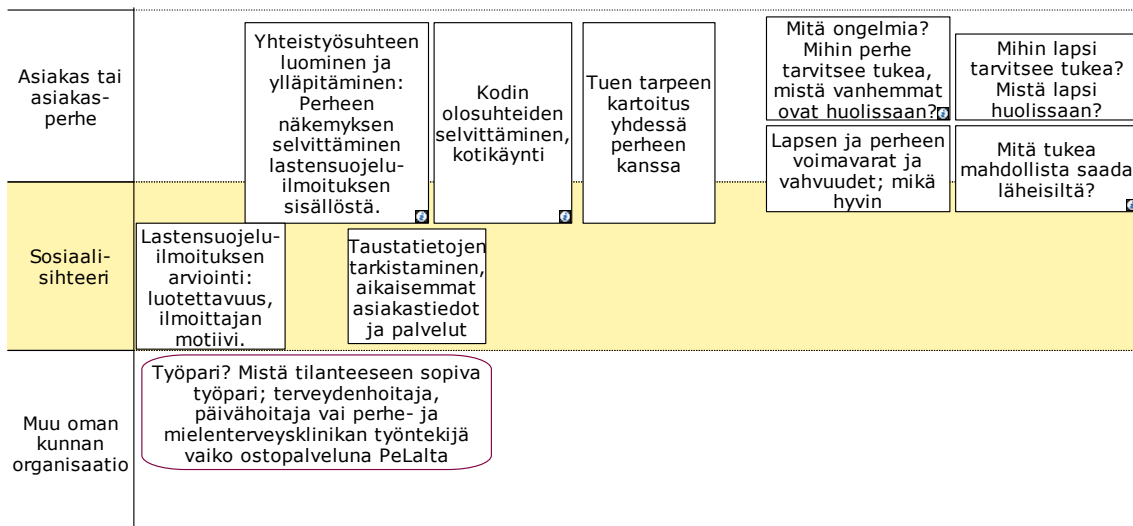 Asiakas tai
asiakas-
perhe
Yhteistyösuhteen
luominen ja
ylläpitäminen:
Perheen
näkemyksen
selvittäminen
lastensuojelu-
ilmoituksen
sisällöstä.
Kodin
olosuhteiden
selvittäminen,
kotikäynti
Tuen tarpeen
kartoitus
yhdessä
perheen
kanssa
Mitä ongelmia?
Mihin perhe
tarvitsee tukea,
mistä vanhemmat
ovat huolissaan?
Mihin lapsi
tarvitsee tukea?
Mistä lapsi
huolissaan?
Lapsen ja perheen
voimavarat ja
vahvuudet; mikä
hyvin
Mitä tukea
mahdollista saada
läheisiltä?
Sosiaali-
sihteeri
Lastensuojelu-
ilmoituksen
arviointi:
luotettavuus,
ilmoittajan
motiivi.
Taustatietojen
tarkistaminen,
aikaisemmat
asiakastiedot
ja palvelut
Muu oman
kunnan
organisaatio
Työpari? Mistä tilanteeseen sopiva
työpari; terveydenhoitaja,
päivähoitaja vai perhe- ja
mielenterveysklinikan työntekijä
vaiko ostopalveluna PeLalta